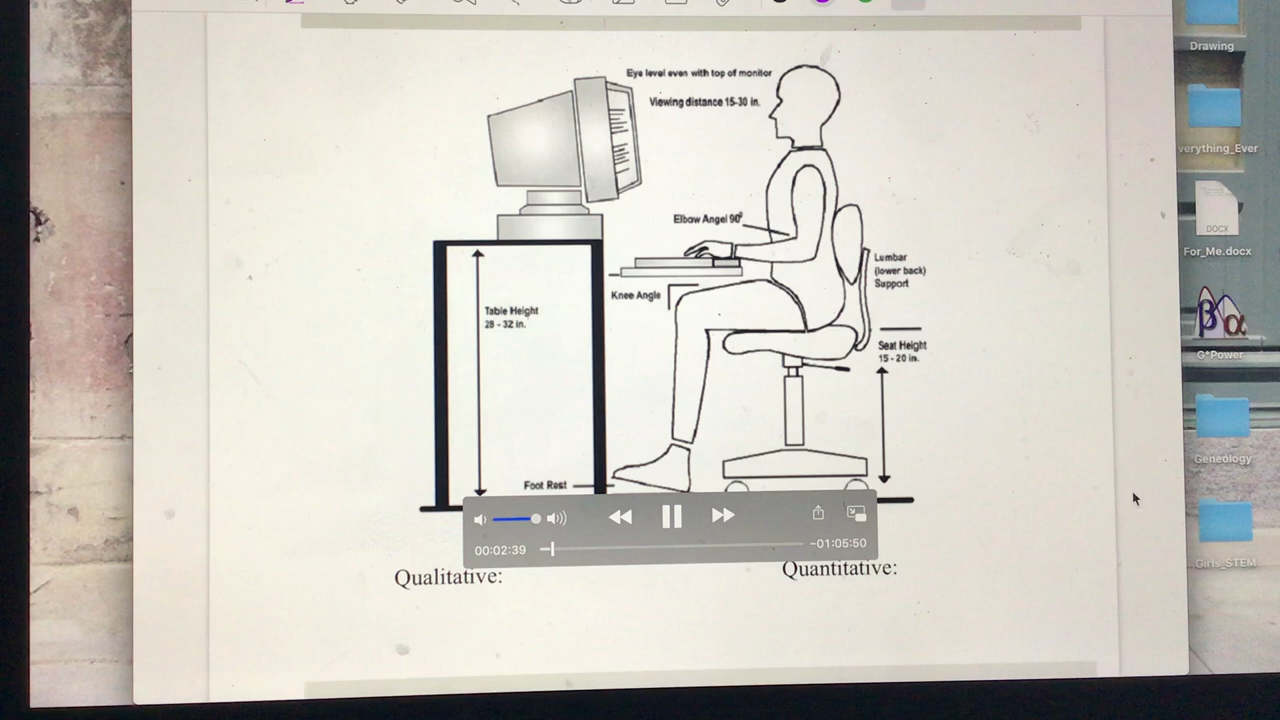 Drawing
Eye level even with top of monitor
Viewing distance 15-30 in.
verything_Ever
DOCX
For_Me.docx
Elbow Angel 90°
Lumbar
(lower back)
Support
Knee Angle
Table Height
28 - 32 in.
Seat Height
15 - 20 in.
β α
G*Power
Geneology
Foot Rest
00:02:39
-01:05:50
Qualitative:
Quantitative:
Girls_STEM